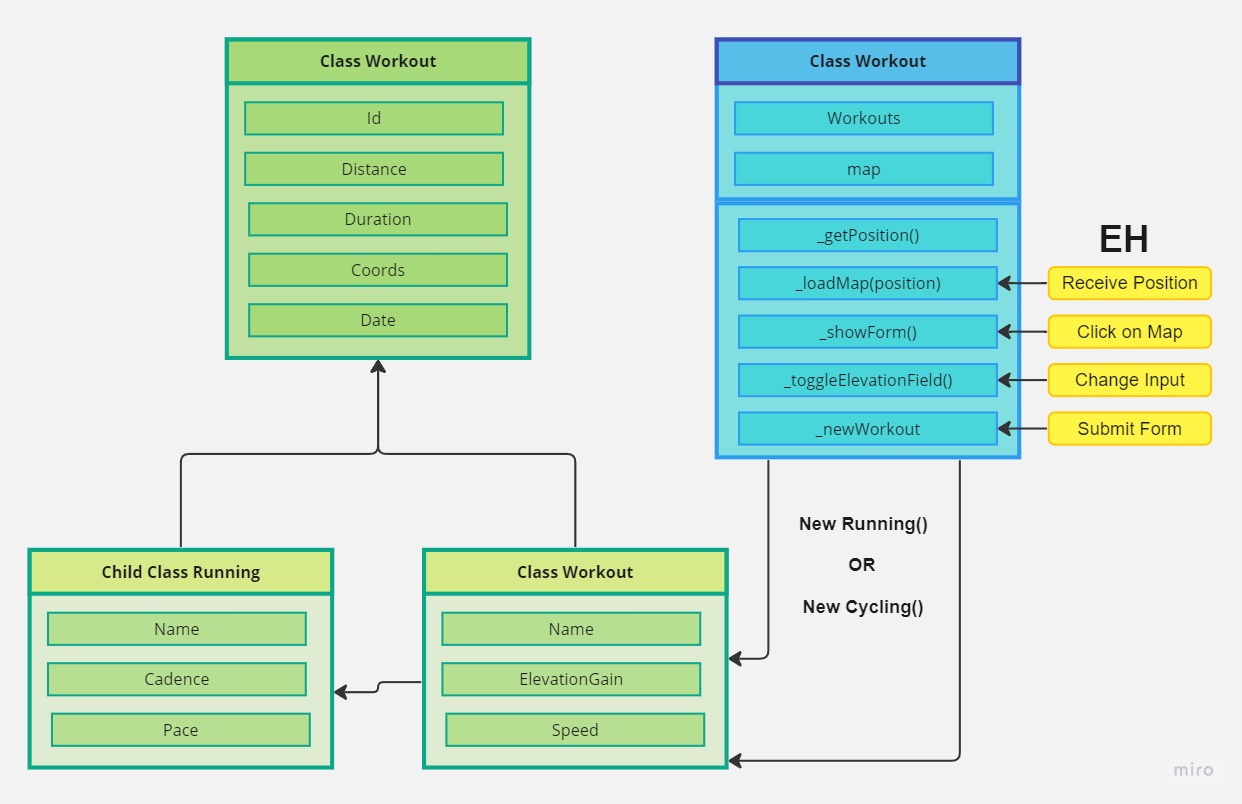 Class Workout
Id
Distance
Duration
Coords
Date
Class Workout
Workouts
map
_getPosition()
_loadMap(position)
_showForm()
_toggleElevationField()
_newWorkout
EH
Receive Position
Click on Map
Change Input
Submit Form
New Running()
OR
New Cycling()
Child Class Running
Name
Cadence
Pace
Class Workout
Name
ElevationGain
Speed
miro